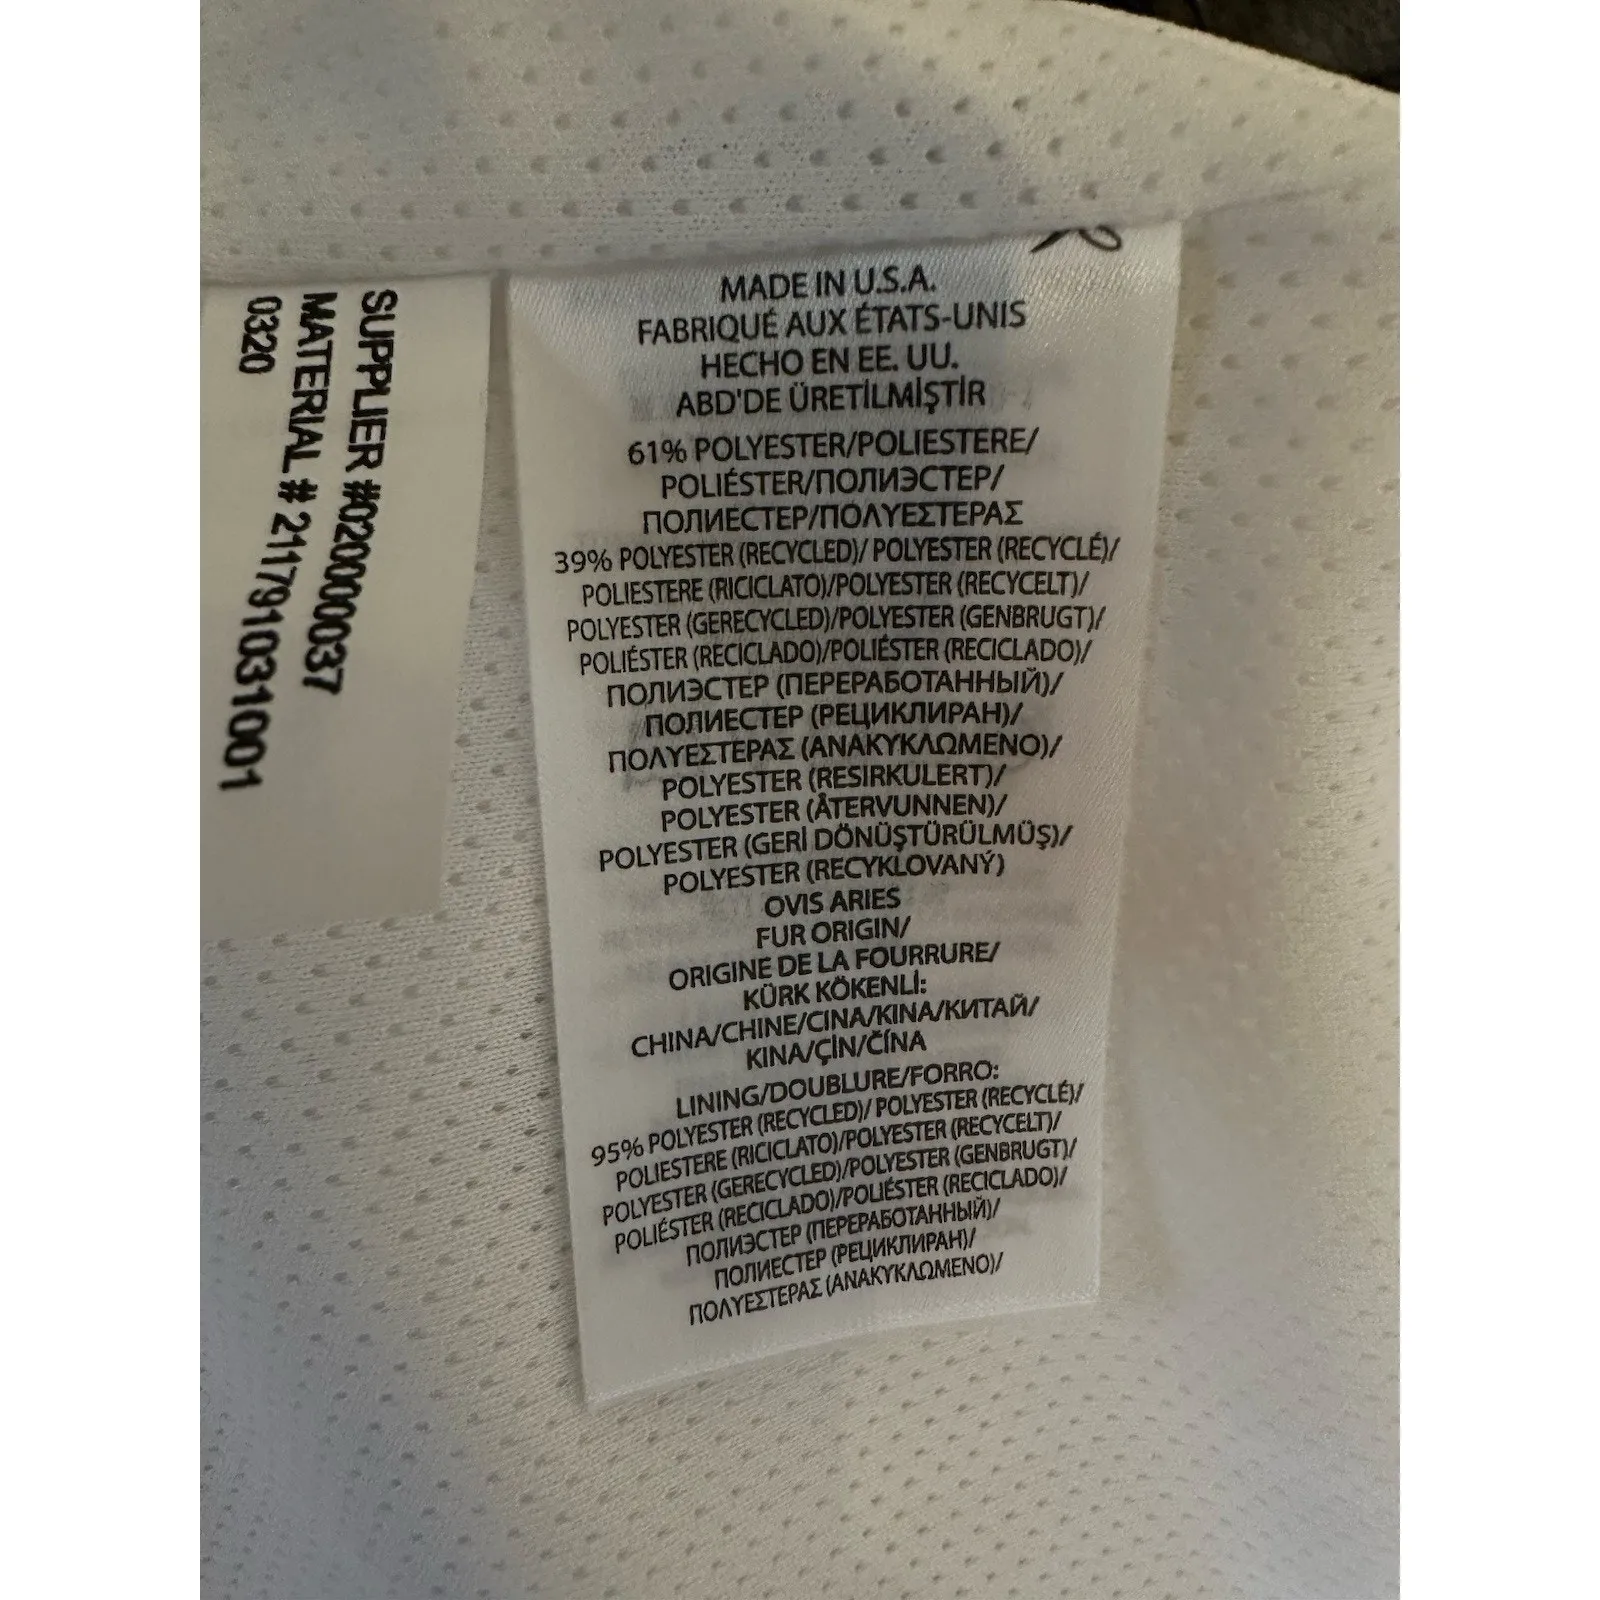 SUPPLIER #0200000037
MATERIAL # 211791031001
0320
MADE IN U.S.A.
FABRIQUÉ AUX ÉTATS-UNIS
HECHO EN EE. UU.
ABD'DE ÜRETİLMİŞTİR
61% POLYESTER/POLIESTERE/
POLIÉSTER/ПОЛИЭСТЕР/
ПОЛИЕСТЕР/ΠΟΛΥΕΣΤΕΡΑΣ
39% POLYESTER (RECYCLED)/ POLYESTER (RECYCLÉ)/
POLIESTERE (RICICLATO)/POLYESTER (RECYCELT)/
POLYESTER (GERECYCLED)/POLYESTER (GENBRUGT)/
POLIÉSTER (RECICLADO)/POLIÉSTER (RECICLADO)/
ПОЛИЭСТЕР (ПЕРЕРАБОТАННЫЙ)/
ПОЛИЕСТЕР (РЕЦИКЛИРАН)/
ΠΟΛΥΕΣΤΕΡΑΣ (ΑΝΑΚΥΚΛΩΜΕΝΟ)/
POLYESTER (RESIRKULERT)/
POLYESTER (ÅTERVUNNEN)/
POLYESTER (GERİ DÖNÜŞTÜRÜLMÜŞ)/
POLYESTER (RECYKLOVANÝ)
OVIS ARIES
FUR ORIGIN/
ORIGINE DE LA FOURRURE/
KÜRK KÖKENLİ:
CHINA/CHINE/CINA/KINA/КИТАЙ/
KINA/ÇİN/ČÍNA
LINING/DOUBLURE/FORRO:
95% POLYESTER (RECYCLED)/ POLYESTER (RECYCLÉ)/
POLIESTERE (RICICLATO)/POLYESTER (RECYCELT)/
POLYESTER (GERECYCLED)/POLYESTER (GENBRUGT)/
POLIÉSTER (RECICLADO)/POLIÉSTER (RECICLADO)/
ПОЛИЭСТЕР (ПЕРЕРАБОТАННЫЙ)/
ПОЛИЕСТЕР (РЕЦИКЛИРАН)/
ΠΟΛΥΕΣΤΕΡΑΣ (ΑΝΑΚΥΚΛΩΜΕΝΟ)/